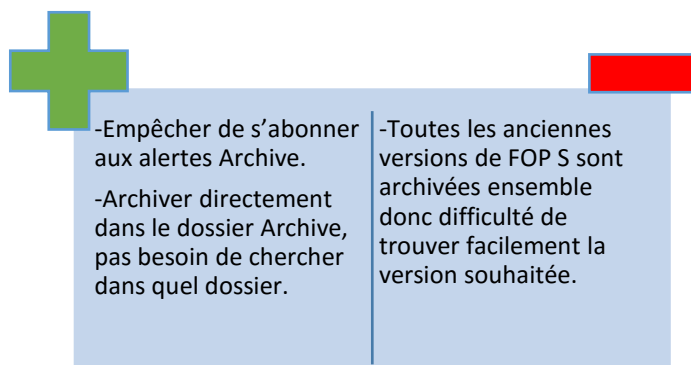 -Empêcher de s’abonner
aux alertes Archive.
-Archiver directement
dans le dossier Archive,
pas besoin de chercher
dans quel dossier.
-Toutes les anciennes
versions de FOP S sont
archivées ensemble
donc difficulté de
trouver facilement la
version souhaitée.